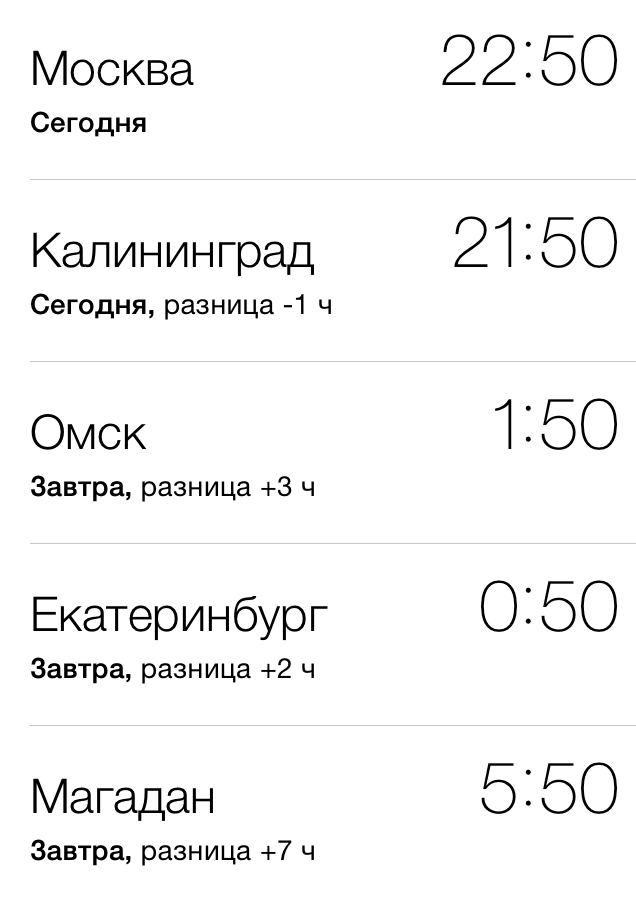 Москва 22:50
Сегодня
Калининград 21:50
Сегодня, разница -1 ч
Омск 1:50
Завтра, разница +3 ч
Екатеринбург 0:50
Завтра, разница +2 ч
Магадан 5:50
Завтра, разница +7 ч